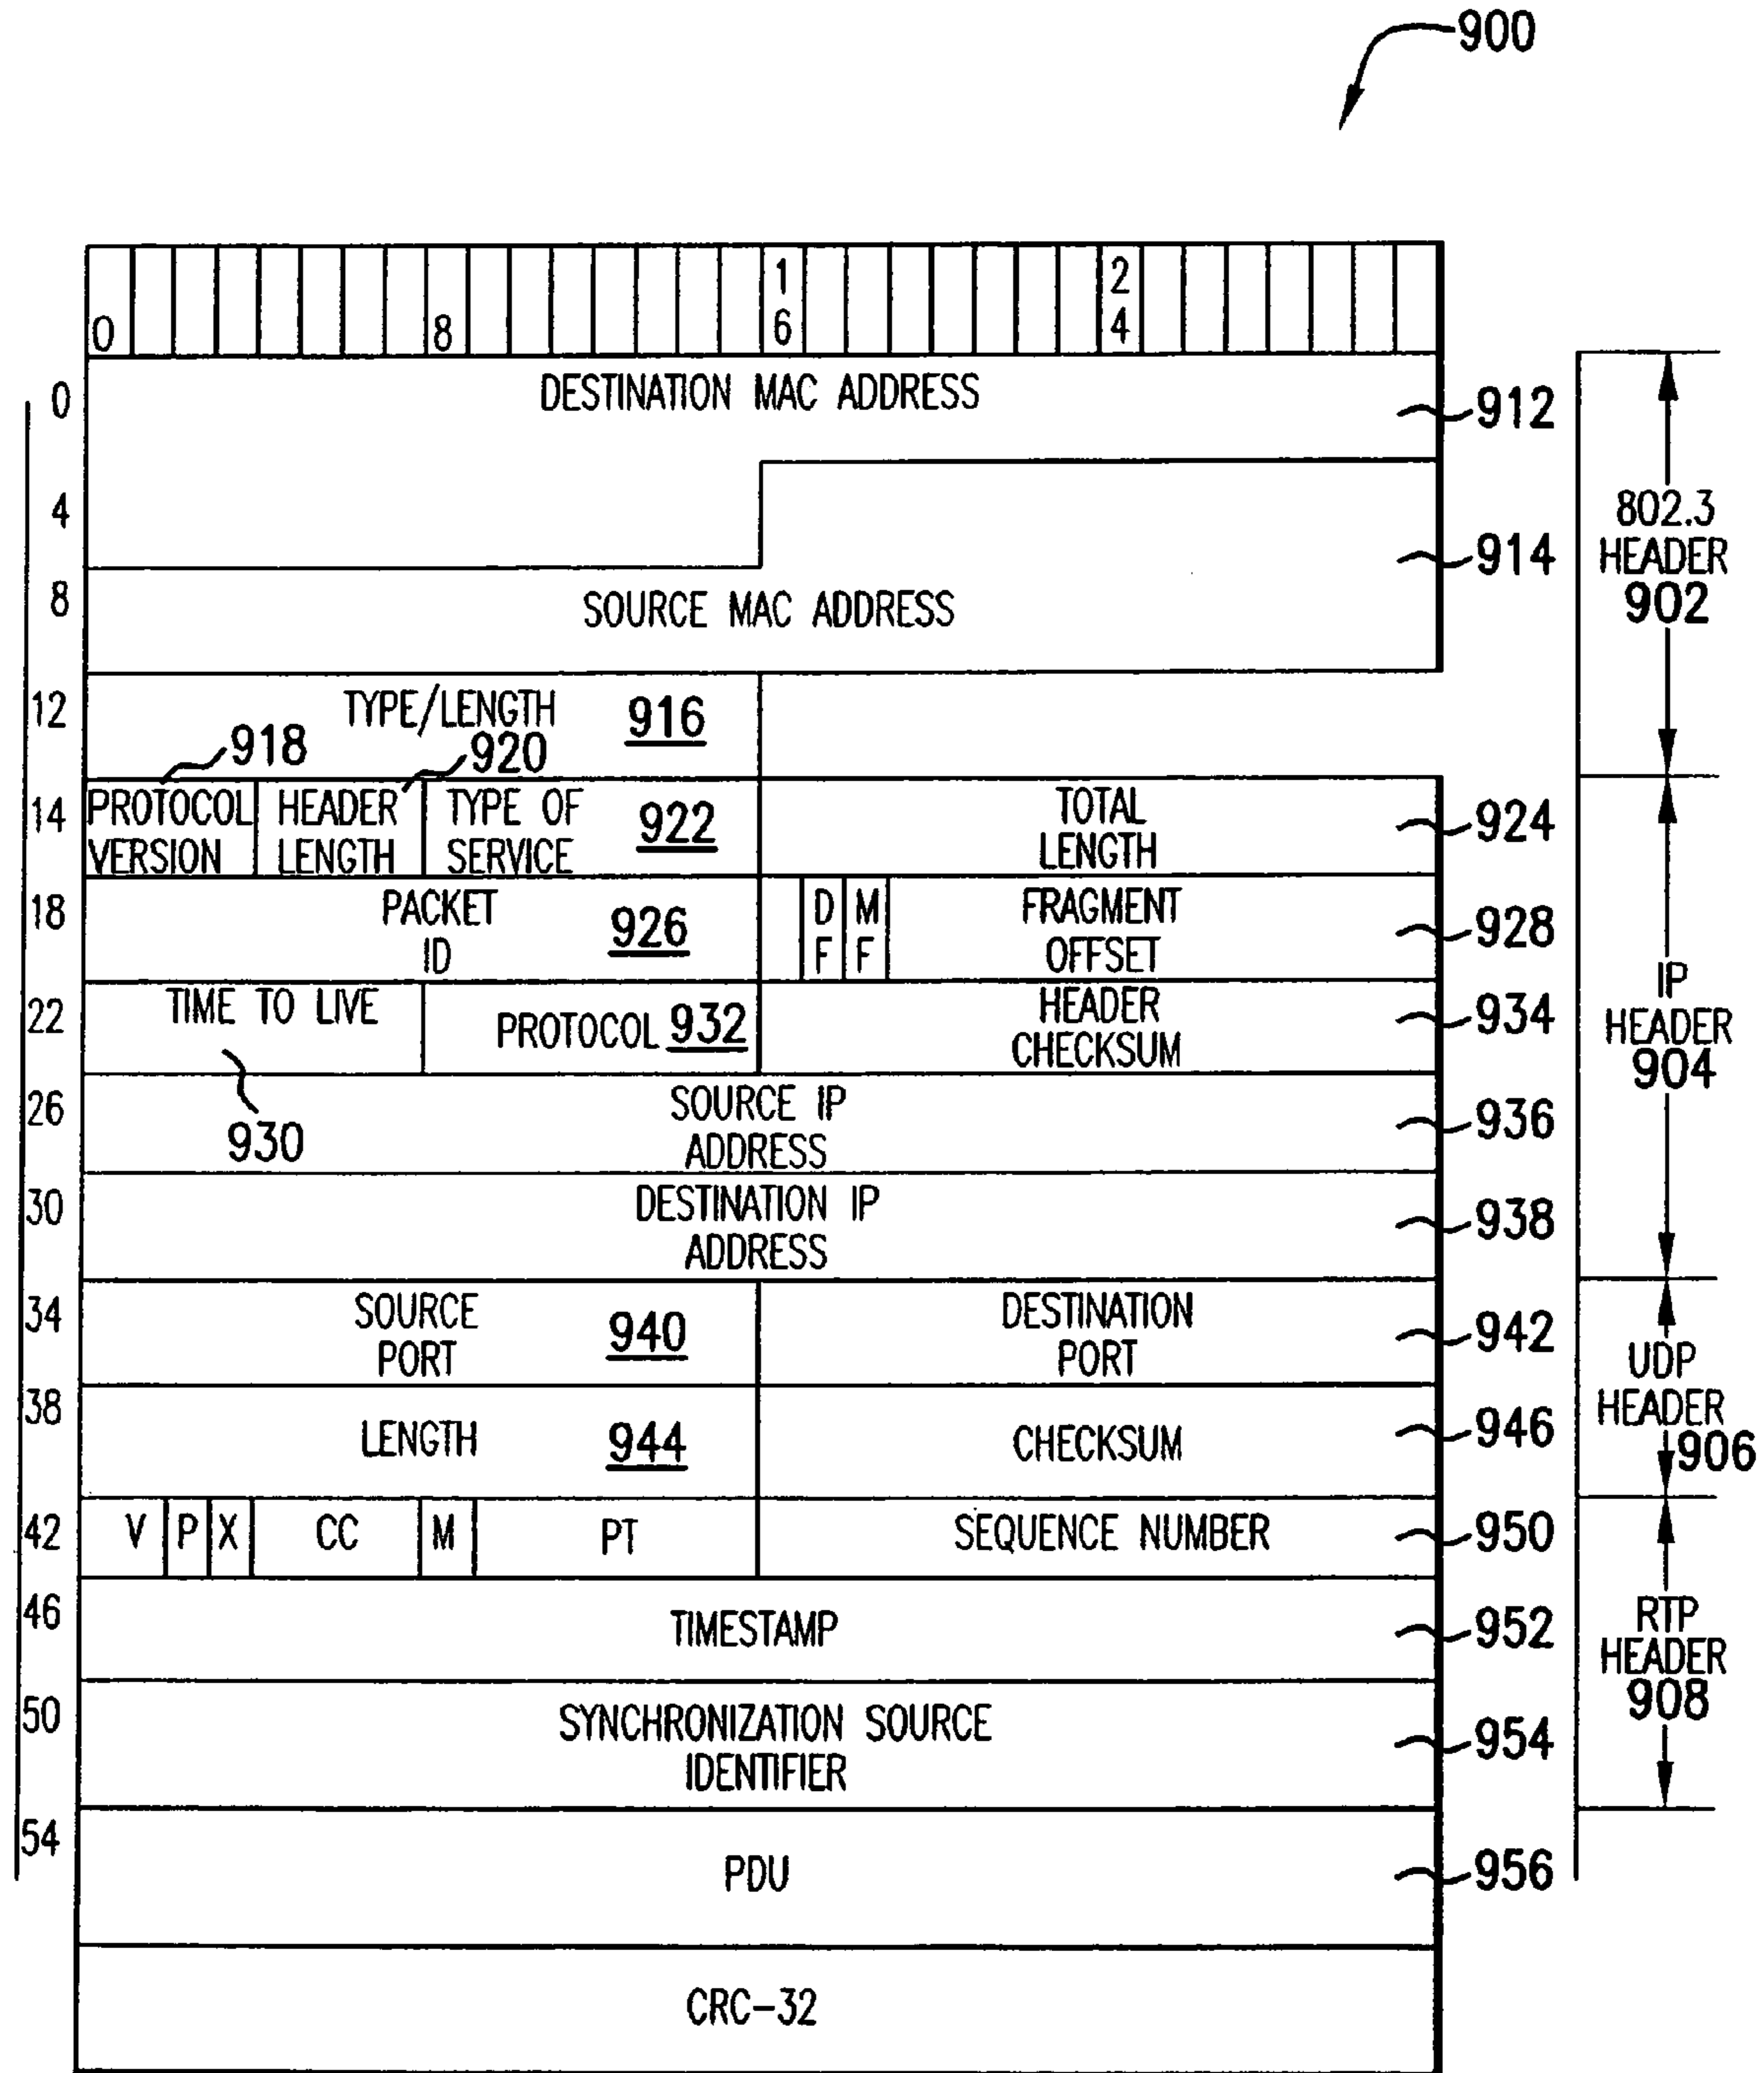 900
0 8 16 24
0 DESTINATION MAC ADDRESS 912
4
914
8 SOURCE MAC ADDRESS
802.3
HEADER
902
12 TYPE/LENGTH 916
918 920
14 PROTOCOL VERSION HEADER LENGTH TYPE OF SERVICE 922 TOTAL LENGTH 924
18 PACKET ID 926 DF MF FRAGMENT OFFSET 928
22 TIME TO LIVE PROTOCOL 932 HEADER CHECKSUM 934
930
26 SOURCE IP ADDRESS 936
30 DESTINATION IP ADDRESS 938
IP
HEADER
904
34 SOURCE PORT 940 DESTINATION PORT 942
38 LENGTH 944 CHECKSUM 946
UDP
HEADER
906
42 V P X CC M PT SEQUENCE NUMBER 950
46 TIMESTAMP 952
50 SYNCHRONIZATION SOURCE IDENTIFIER 954
RTP
HEADER
908
54 PDU 956
CRC-32